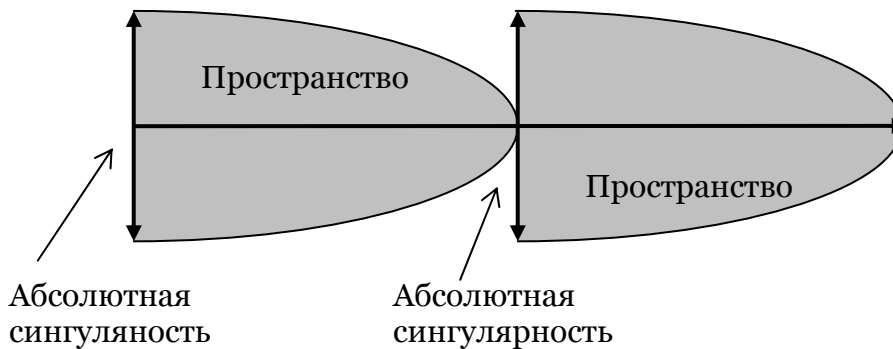 Пространство
Пространство
Абсолютная
сингуляность
Абсолютная
сингулярность